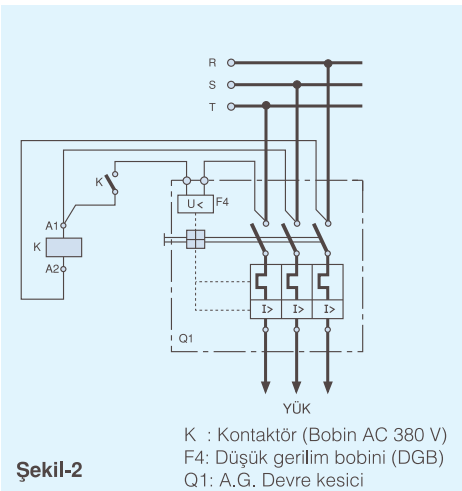 R
S
T
K
U<
F4
A1
K
A2
I> I> I>
Q1
YÜK
K : Kontaktör (Bobin AC 380 V)
F4: Düşük gerilim bobini (DGB)
Q1: A.G. Devre kesici
Şekil-2